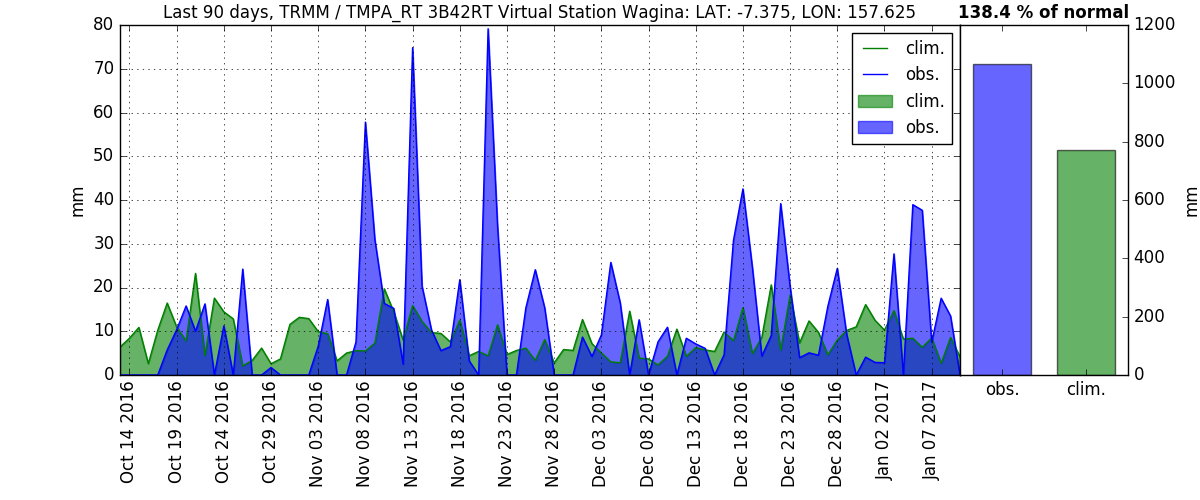 Last 90 days, TRMM / TMPA_RT 3B42RT Virtual Station Wagina: LAT: -7.375, LON: 157.625
138.4 % of normal
80
70
60
50
40
30
20
10
0
mm
clim.
obs.
clim.
obs.
1200
1000
800
600
400
200
0
mm
Oct 14 2016
Oct 19 2016
Oct 24 2016
Oct 29 2016
Nov 03 2016
Nov 08 2016
Nov 13 2016
Nov 18 2016
Nov 23 2016
Nov 28 2016
Dec 03 2016
Dec 08 2016
Dec 13 2016
Dec 18 2016
Dec 23 2016
Dec 28 2016
Jan 02 2017
Jan 07 2017
obs.
clim.